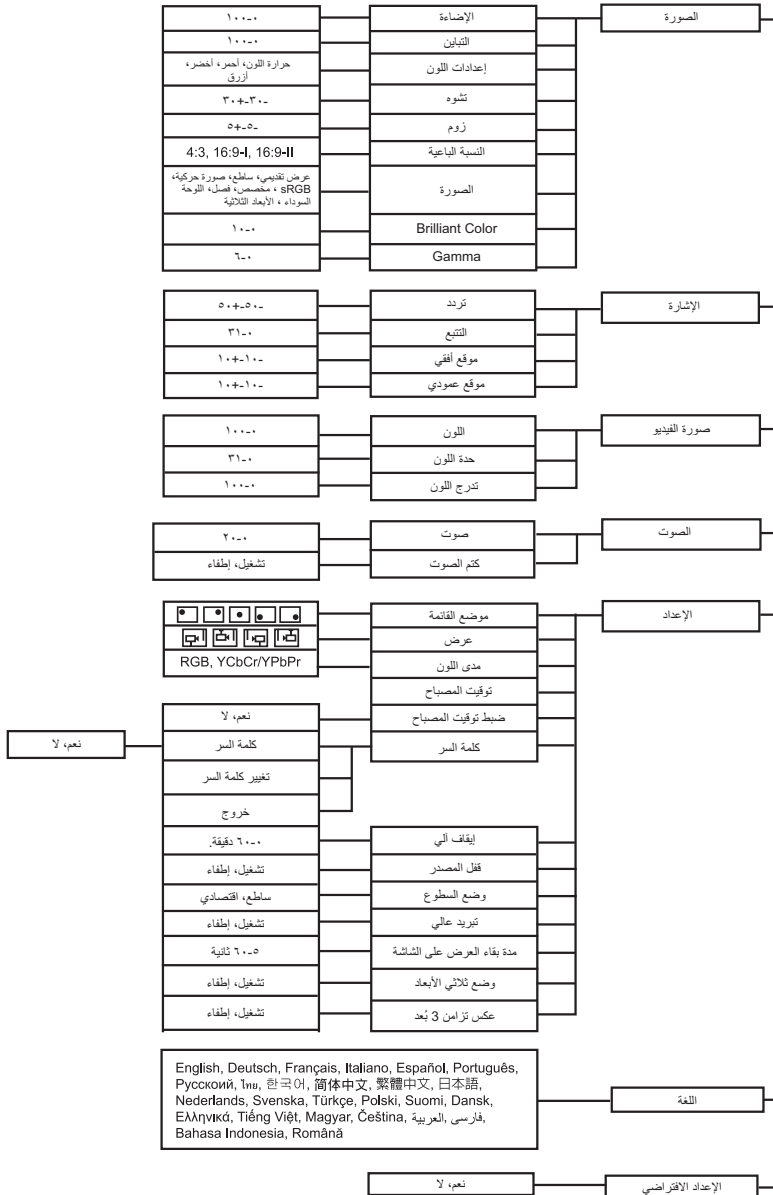 الصورة
الإضاءة
٠-١٠٠
التباين
٠-١٠٠
إعدادات اللون
حرارة اللون، أحمر، أخضر،
أزرق
تشوه
-٣٠-+٣٠
زوم
-٥-+٥
النسبة الباعية
4:3, 16:9-I, 16:9-II
الصورة
عرض تقديمي، ساطع، صورة حركية،
sRGB ، مخصص، فصل، اللوحة
السوداء ، الأبعاد الثلاثية
Brilliant Color
٠-١٠
Gamma
٠-٦
الإشارة
تردد
-٥٠-+٥٠
التتبع
٠-٣١
موقع أفقي
-١٠-+١٠
موقع عمودي
-١٠-+١٠
صورة الفيديو
اللون
٠-١٠٠
حدة اللون
٠-٣١
تدرج اللون
٠-١٠٠
الصوت
صوت
٠-٢٠
كتم الصوت
تشغيل، إطفاء
الإعداد
موضع القائمة
عرض
مدى اللون
RGB, YCbCr/YPbPr
توقيت المصباح
ضبط توقيت المصباح
نعم، لا
كلمة السر
كلمة السر
نعم، لا
تغيير كلمة السر
خروج
إيقاف آلي
٠-٦٠ دقيقة.
قفل المصدر
تشغيل، إطفاء
وضع السطوع
ساطع، اقتصادي
تبريد عالي
تشغيل، إطفاء
مدة بقاء العرض على الشاشة
٥-٦٠ ثانية
وضع ثلاثي الأبعاد
تشغيل، إطفاء
عكس تزامن 3 بُعد
تشغيل، إطفاء
اللغة
English, Deutsch, Français, Italiano, Español, Português,
Русскоий, ไทย, 한국어, 简体中文, 繁體中文, 日本語,
Nederlands, Svenska, Türkçe, Polski, Suomi, Dansk,
Ελληνικά, Tiếng Việt, Magyar, Čeština, فارسی, العربية,
Bahasa Indonesia, Română
الإعداد الافتراضي
نعم، لا